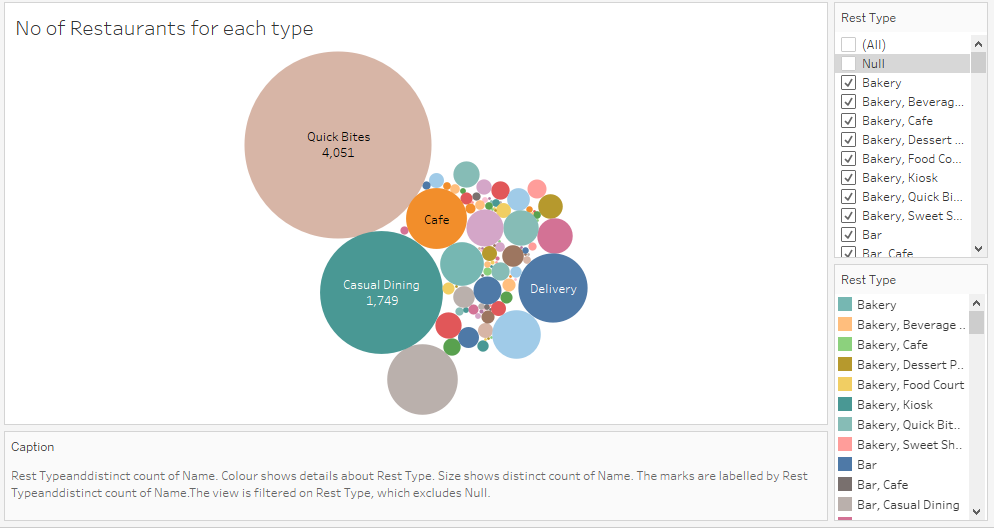 No of Restaurants for each type
Quick Bites
4,051
Cafe
Casual Dining
1,749
Delivery
Caption
Rest Typeanddistinct count of Name. Colour shows details about Rest Type. Size shows distinct count of Name. The marks are labelled by Rest
Typeanddistinct count of Name.The view is filtered on Rest Type, which excludes Null.
Rest Type
(All)
Null
Bakery
Bakery, Beverag...
Bakery, Cafe
Bakery, Dessert ...
Bakery, Food Co...
Bakery, Kiosk
Bakery, Quick Bi...
Bakery, Sweet S...
Bar
Bar, Cafe
Rest Type
Bakery
Bakery, Beverage ..
Bakery, Cafe
Bakery, Dessert P..
Bakery, Food Court
Bakery, Kiosk
Bakery, Quick Bit..
Bakery, Sweet Sh..
Bar
Bar, Cafe
Bar, Casual Dining